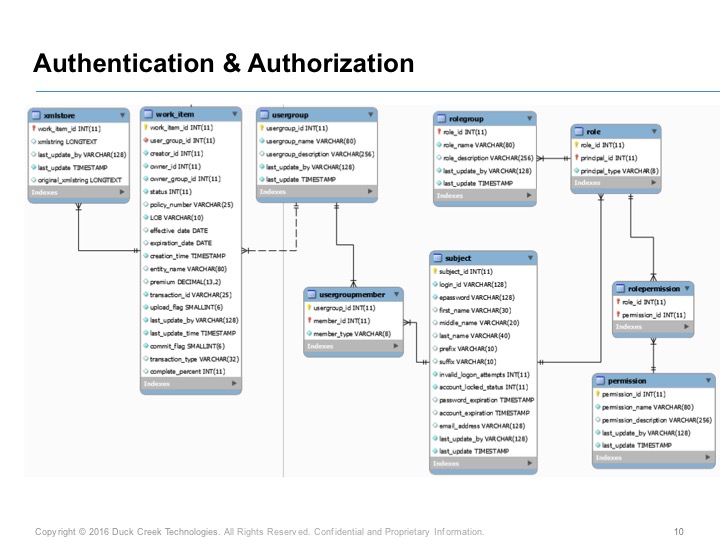 Authentication & Authorization
xmlstore
work_item_id INT(11)
xmlstring LONGTEXT
last_update_by VARCHAR(128)
last_update TIMESTAMP
original_xmlstring LONGTEXT
Indexes
work_item
work_item_id INT(11)
user_group_id INT(11)
creator_id INT(11)
owner_id INT(11)
owner_group_id INT(11)
status INT(11)
policy_number VARCHAR(25)
LOB VARCHAR(10)
effective date DATE
expiration_date DATE
creation_time TIMESTAMP
entity_name VARCHAR(80)
premium DECIMAL(13,2)
transaction_id VARCHAR(25)
upload_flag SMALLINT(6)
last_update_by VARCHAR(128)
last_update_time TIMESTAMP
commit_flag SMALLINT(6)
transaction_type VARCHAR(32)
complete_percent INT(11)
Indexes
usergroup
usergroup_id INT(11)
usergroup_name VARCHAR(80)
usergroup_description VARCHAR(256)
last_update_by VARCHAR(128)
last_update TIMESTAMP
Indexes
rolegroup
role_id INT(11)
role_name VARCHAR(80)
role_description VARCHAR(256)
last_update_by VARCHAR(128)
last_update TIMESTAMP
Indexes
role
role_id INT(11)
principal_id INT(11)
principal_type VARCHAR(8)
Indexes
usergroupmember
usergroup_id INT(11)
member_id INT(11)
member_type VARCHAR(8)
Indexes
subject
subject_id INT(11)
login_id VARCHAR(128)
epassword VARCHAR(128)
first_name VARCHAR(30)
middle_name VARCHAR(20)
last_name VARCHAR(40)
prefix VARCHAR(10)
suffix VARCHAR(10)
invalid_logon_attempts INT(11)
account_locked_status INT(11)
password_expiration TIMESTAMP
account_expiration TIMESTAMP
email_address VARCHAR(128)
last_update_by VARCHAR(128)
last_update TIMESTAMP
Indexes
rolepermission
role_id INT(11)
permission_id INT(11)
Indexes
permission
permission_id INT(11)
permission_name VARCHAR(80)
permission_description VARCHAR(256)
last_update_by VARCHAR(128)
last_update TIMESTAMP
Indexes
Copyright © 2016 Duck Creek Technologies. All Rights Reserved. Confidential and Proprietary Information.
10